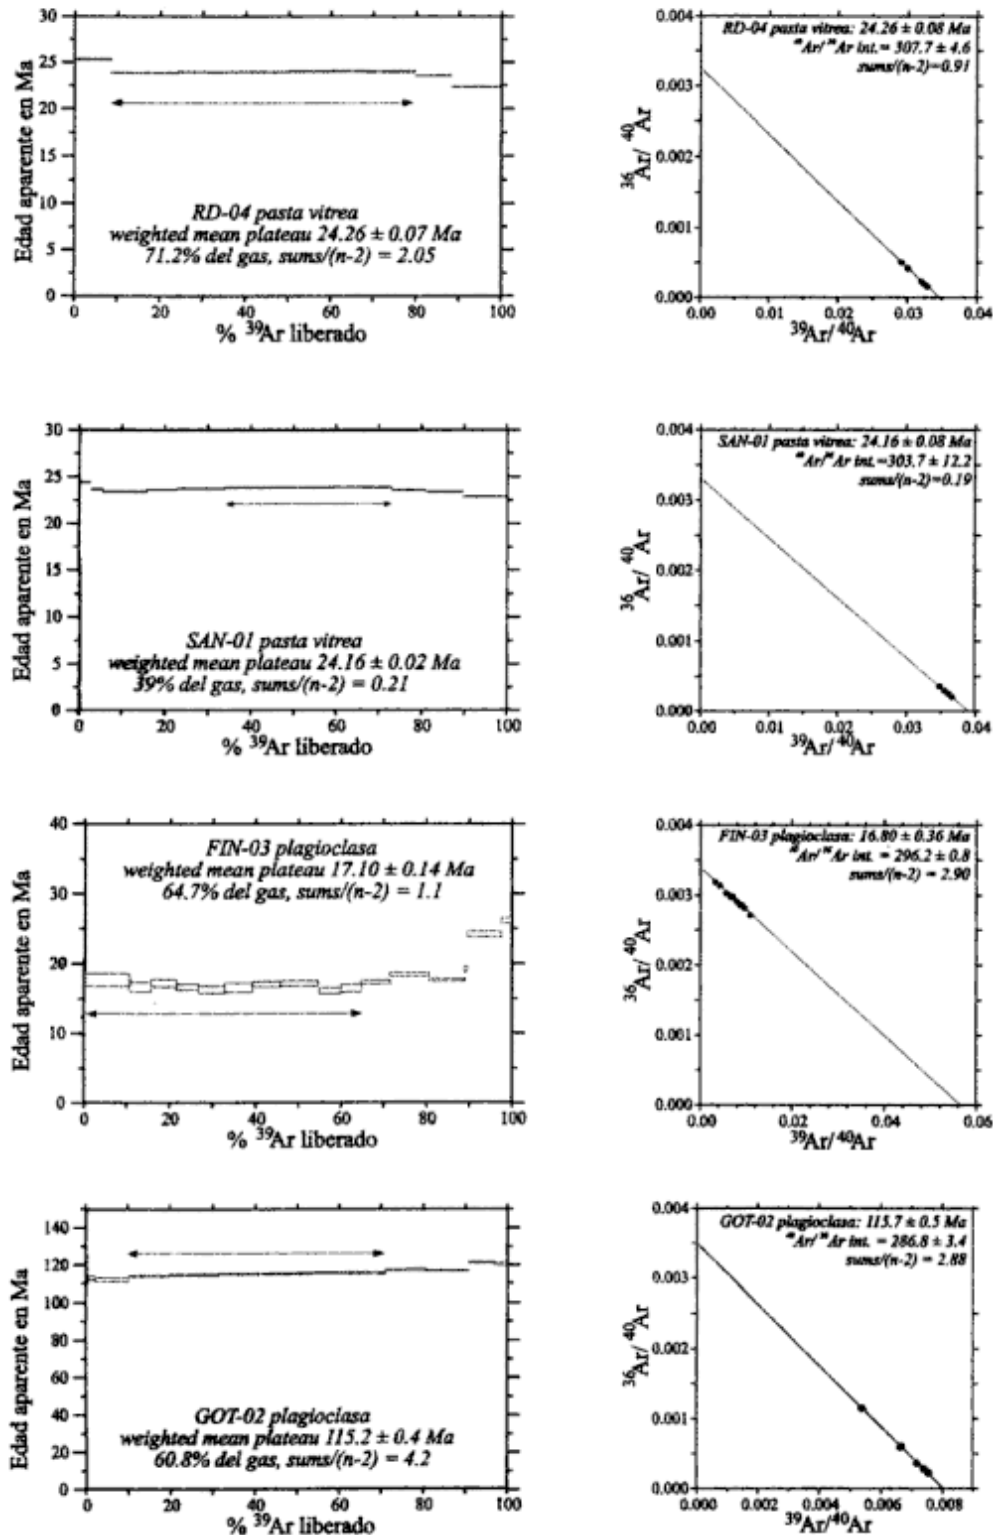 30
25
20
15
10
5
0
Edad aparente en Ma
RD-04 pasta vitrea
weighted mean plateau 24.26 ± 0.07 Ma
71.2% del gas, sums/(n-2) = 2.05
0 20 40 60 80 100
% ³⁹Ar liberado
0.004
0.003
0.002
0.001
0.000
³⁶Ar/ ⁴⁰Ar
RD-04 pasta vitrea: 24.26 ± 0.08 Ma
⁴⁰Ar/³⁶Ar int.= 307.7 ± 4.6
sums/(n-2)=0.91
0.00 0.01 0.02 0.03 0.04
³⁹Ar/⁴⁰Ar
30
25
20
15
10
5
0
Edad aparente en Ma
SAN-01 pasta vitrea
weighted mean plateau 24.16 ± 0.02 Ma
39% del gas, sums/(n-2) = 0.21
0 20 40 60 80 100
% ³⁹Ar liberado
0.004
0.003
0.002
0.001
0.000
³⁶Ar/ ⁴⁰Ar
SAN-01 pasta vitrea: 24.16 ± 0.08 Ma
⁴⁰Ar/³⁶Ar int.=303.7 ± 12.2
sums/(n-2)=0.19
0.00 0.01 0.02 0.03 0.04
³⁹Ar/⁴⁰Ar
40
30
20
10
0
Edad aparente en Ma
FIN-03 plagioclasa
weighted mean plateau 17.10 ± 0.14 Ma
64.7% del gas, sums/(n-2) = 1.1
0 20 40 60 80 100
% ³⁹Ar liberado
0.004
0.003
0.002
0.001
0.000
³⁶Ar/ ⁴⁰Ar
FIN-03 plagioclasa: 16.80 ± 0.36 Ma
⁴⁰Ar/³⁶Ar int. = 296.2 ± 0.8
sums/(n-2) = 2.90
0.00 0.02 0.04 0.06
³⁹Ar/⁴⁰Ar
140
120
100
80
60
40
20
0
Edad aparente en Ma
GOT-02 plagioclasa
weighted mean plateau 115.2 ± 0.4 Ma
60.8% del gas, sums/(n-2) = 4.2
0 20 40 60 80 100
% ³⁹Ar liberado
0.004
0.003
0.002
0.001
0.000
³⁶Ar/ ⁴⁰Ar
GOT-02 plagioclasa: 115.7 ± 0.5 Ma
⁴⁰Ar/³⁶Ar int. = 286.8 ± 3.4
sums/(n-2) = 2.88
0.000 0.002 0.004 0.006 0.008
³⁹Ar/⁴⁰Ar